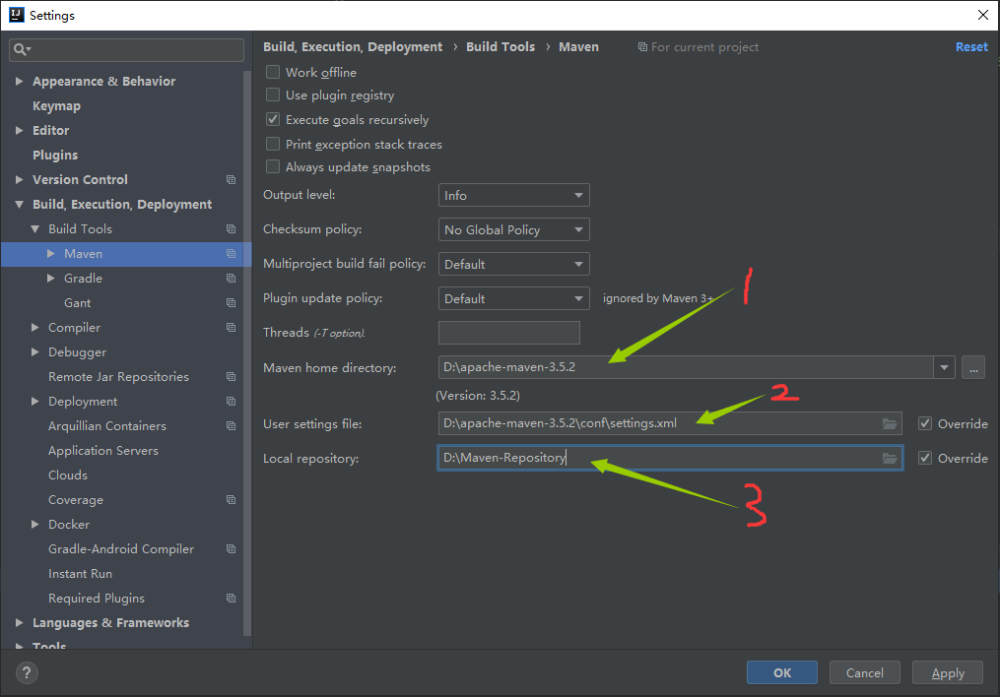 Settings
Build, Execution, Deployment › Build Tools › Maven For current project Reset
Appearance & Behavior
Keymap
Editor
Plugins
Version Control
Build, Execution, Deployment
Build Tools
Maven
Gradle
Gant
Compiler
Debugger
Remote Jar Repositories
Deployment
Arquillian Containers
Application Servers
Clouds
Coverage
Docker
Gradle-Android Compiler
Instant Run
Required Plugins
Languages & Frameworks
Tools
Work offline
Use plugin registry
Execute goals recursively
Print exception stack traces
Always update snapshots
Output level: Info
Checksum policy: No Global Policy
Multiproject build fail policy: Default
Plugin update policy: Default ignored by Maven 3+ 1
Threads (-T option).
Maven home directory: D:\apache-maven-3.5.2 ...
(Version: 3.5.2) 2
User settings file: D:\apache-maven-3.5.2\conf\settings.xml Override
Local repository: D:\Maven-Repository Override
3
? OK Cancel Apply